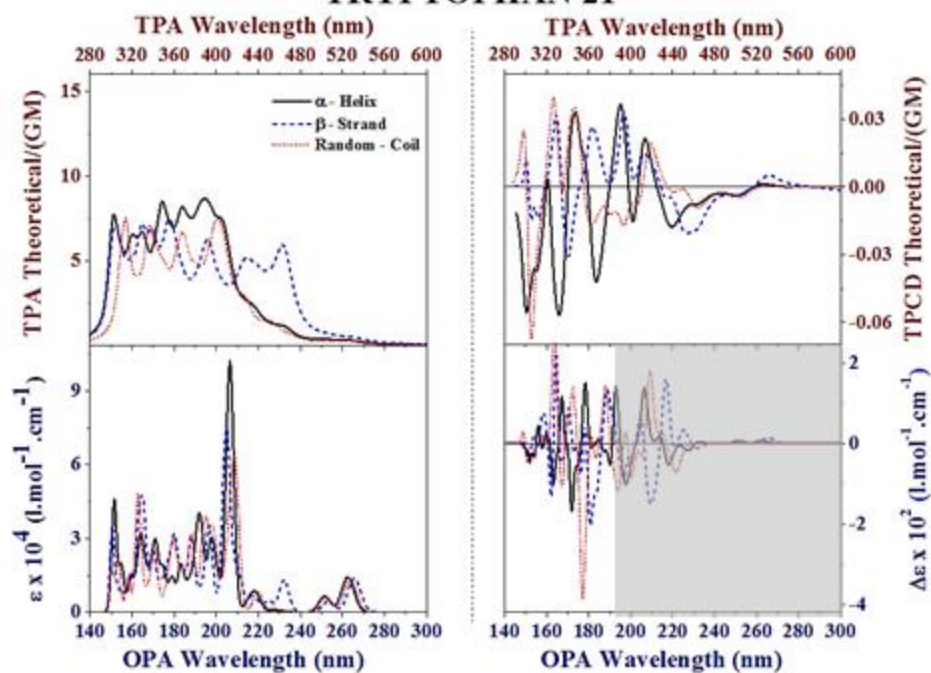 TRYPTOPHAN 21
TPA Wavelength (nm)
280 320 360 400 440 480 520 560 600
15
10
5
TPA Theoretical/(GM)
α - Helix
β - Strand
Random - Coil
9
6
3
0
ε x 10⁴ (l.mol⁻¹.cm⁻¹)
140 160 180 200 220 240 260 280 300
OPA Wavelength (nm)
TPA Wavelength (nm)
280 320 360 400 440 480 520 560 600
0.03
0.00
-0.03
-0.06
TPCD Theoretical/(GM)
2
0
-2
-4
Δε x 10² (l.mol⁻¹.cm⁻¹)
140 160 180 200 220 240 260 280 300
OPA Wavelength (nm)